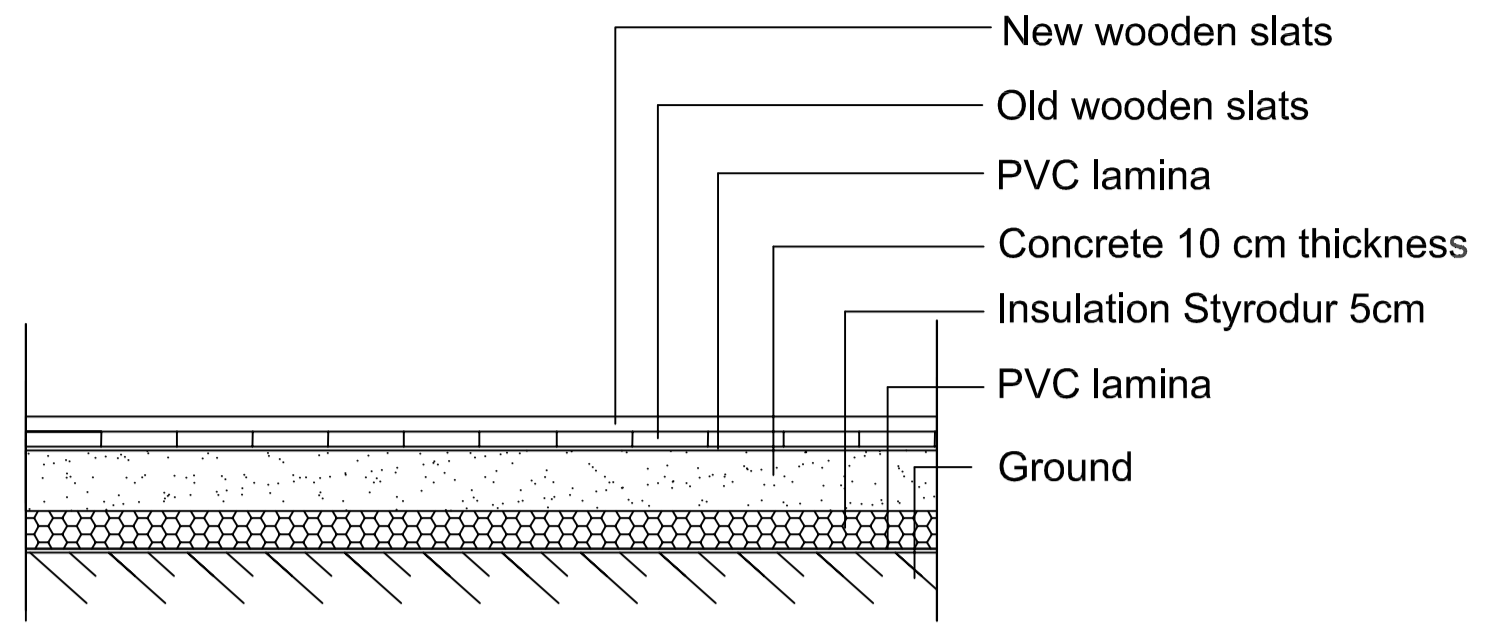 New wooden slats
Old wooden slats
PVC lamina
Concrete 10 cm thickness
Insulation Styrodur 5cm
PVC lamina
Ground